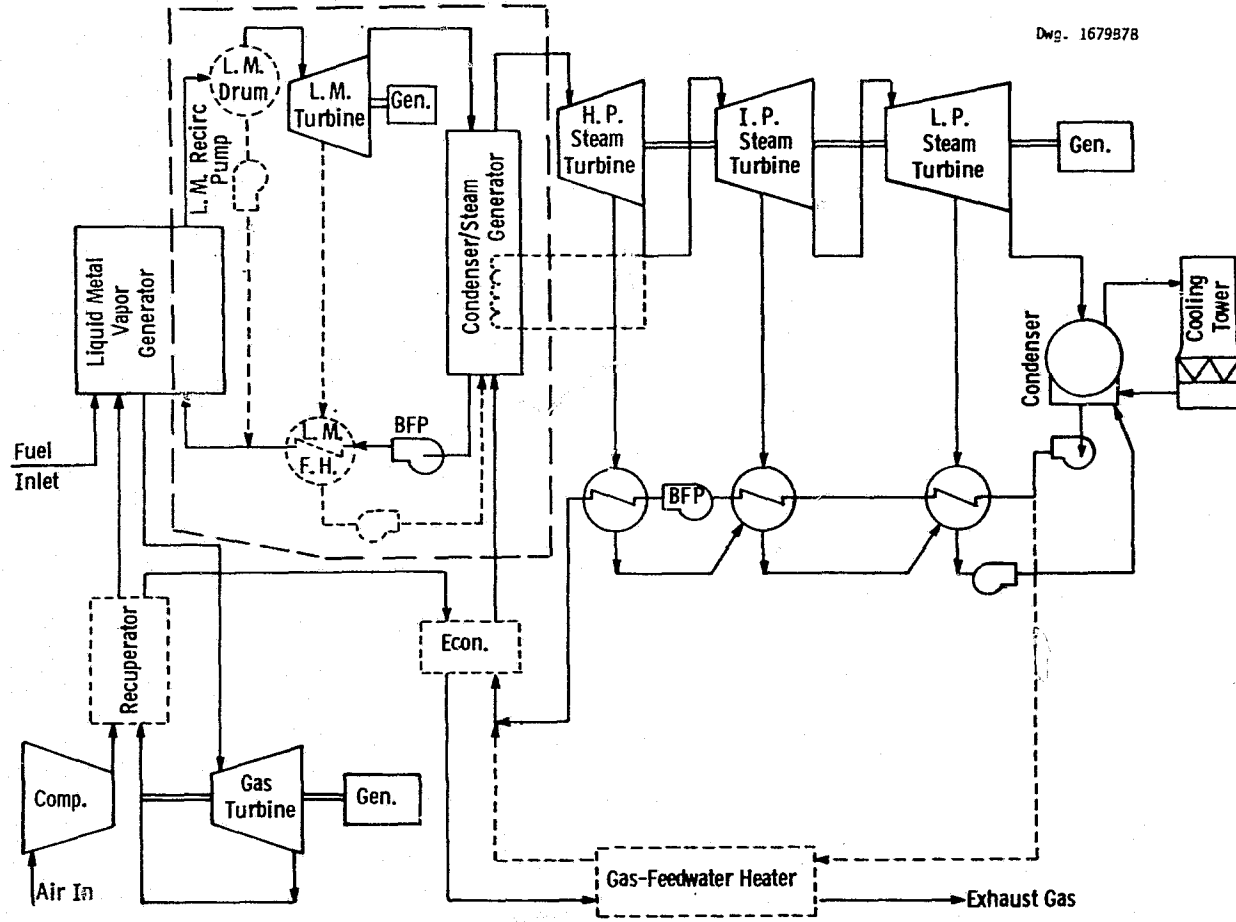 Dwg. 1679B78
L. M.
Drum
L. M.
Turbine
Gen.
L. M. Recirc
Pump
H. P.
Steam
Turbine
I. P.
Steam
Turbine
L. P.
Steam
Turbine
Gen.
Liquid Metal
Vapor
Generator
Condenser/Steam
Generator
Condenser
Cooling
Tower
L. M.
F. H.
BFP
Fuel
Inlet
BFP
Recuperator
Econ.
Comp.
Gas
Turbine
Gen.
Air In
Gas-Feedwater Heater
Exhaust Gas